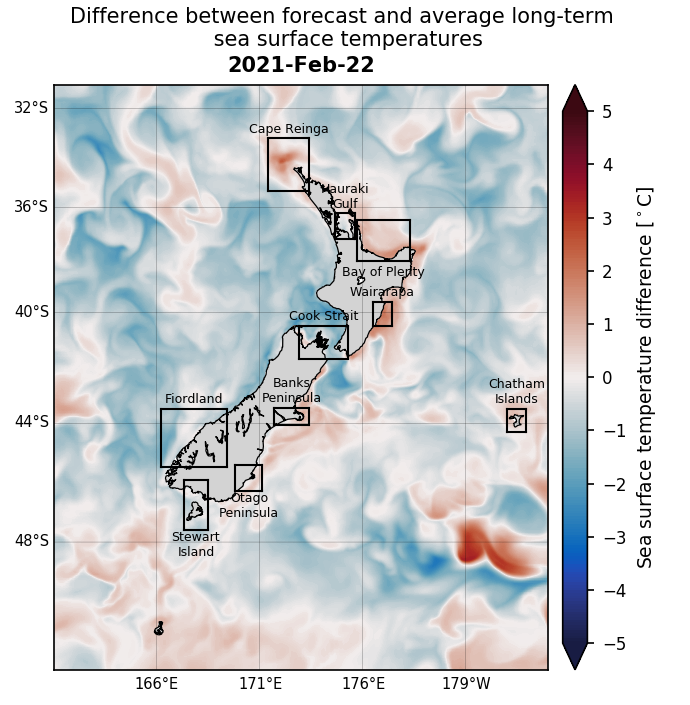 Difference between forecast and average long-term
sea surface temperatures
2021-Feb-22
32°S
36°S
40°S
44°S
48°S
166°E
171°E
176°E
179°W
Cape Reinga
Hauraki
Gulf
Bay of Plenty
Wairarapa
Cook Strait
Banks
Peninsula
Fiordland
Chatham
Islands
Otago
Peninsula
Stewart
Island
5
4
3
2
1
0
−1
−2
−3
−4
−5
Sea surface temperature difference [°C]